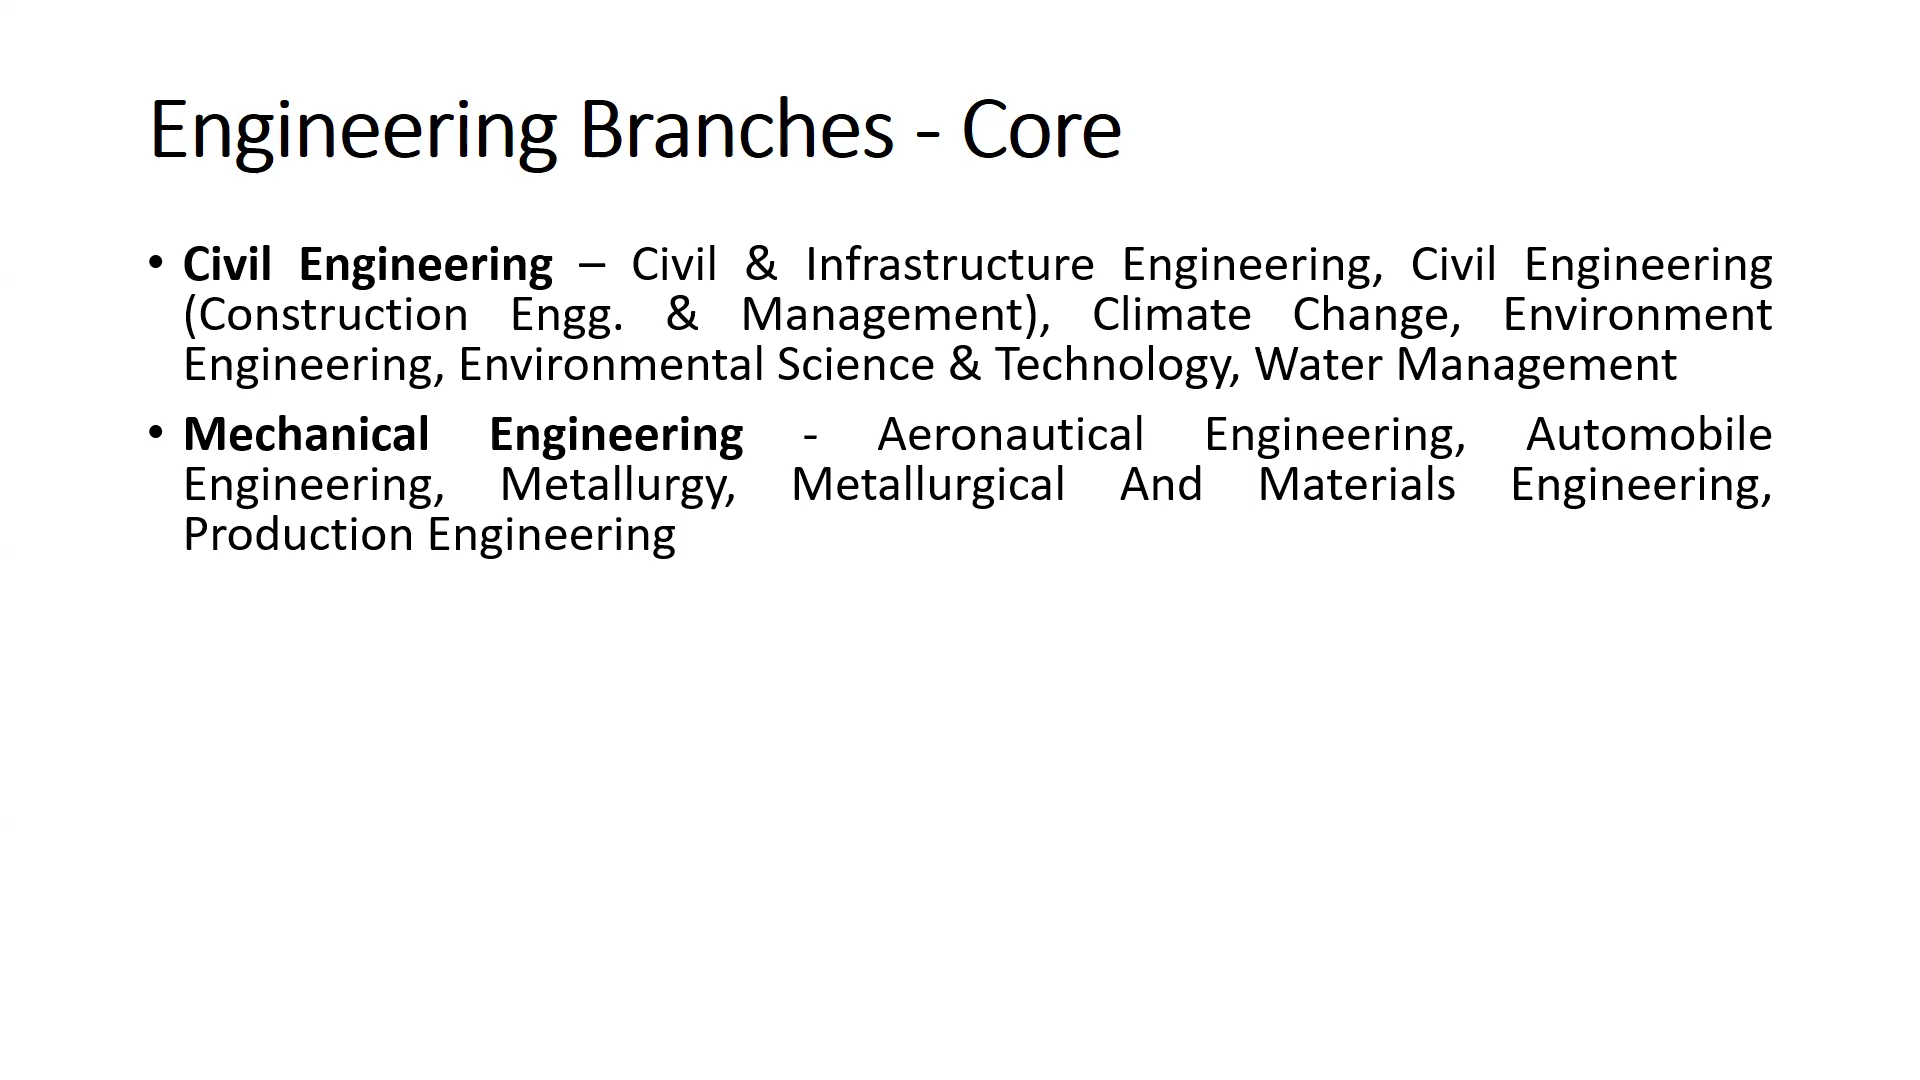 Engineering Branches - Core
• Civil Engineering – Civil & Infrastructure Engineering, Civil Engineering
(Construction Engg. & Management), Climate Change, Environment
Engineering, Environmental Science & Technology, Water Management
• Mechanical Engineering - Aeronautical Engineering, Automobile
Engineering, Metallurgy, Metallurgical And Materials Engineering,
Production Engineering